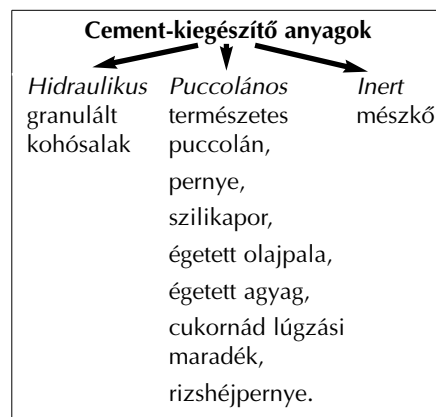 Cement-kiegészítő anyagok
Hidraulikus
granulált
kohósalak
Puccolános
természetes
puccolán,
pernye,
szilikapor,
égetett olajpala,
égetett agyag,
cukornád lúgzási
maradék,
rizshéjpernye.
Inert
mészkő